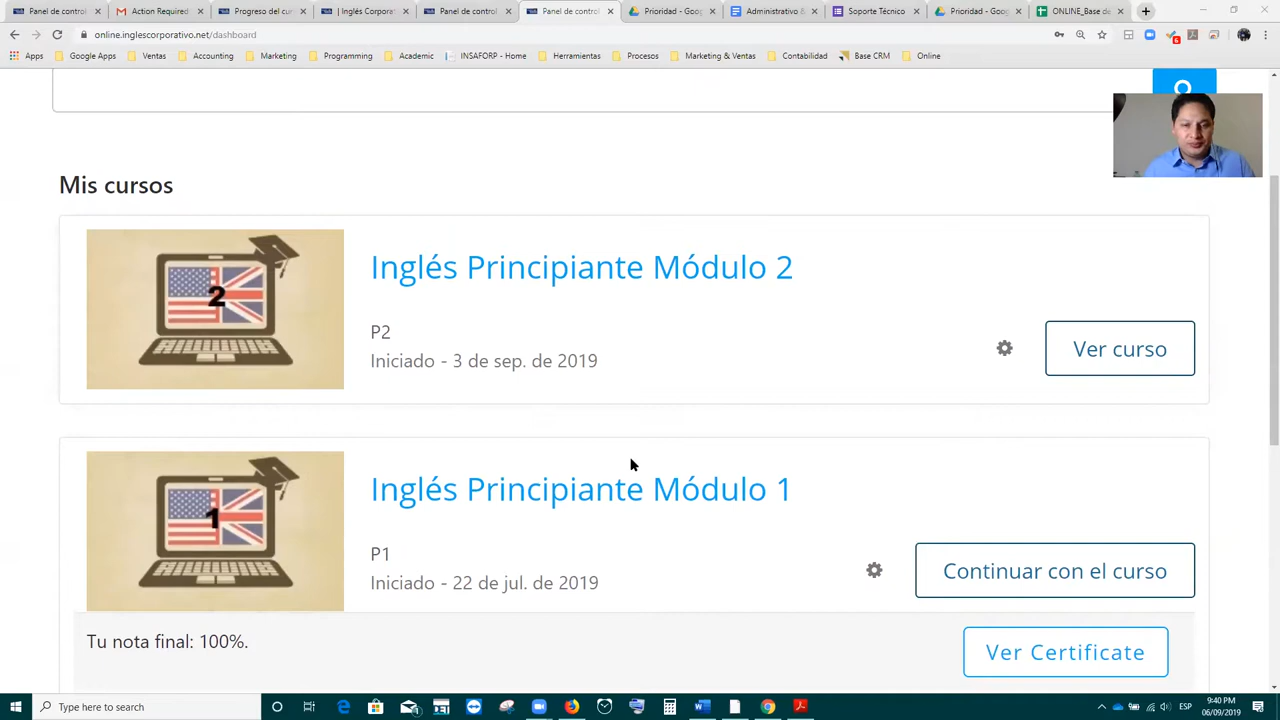 Panel de control
Action Required
Progreso del cur
| Inglés Corporat
Panel de control
Panel de control
Prioridad - Goog
Administrativo &
Soporte Técnico
Prioridad - Goog
ONLINE_Base de
online.inglescorporativo.net/dashboard
6
Apps
Google Apps
Ventas
Accounting
Marketing
Programming
Academic
INSAFORP - Home
Herramientas
Procesos
Marketing & Ventas
Contabilidad
Base CRM
Online
Mis cursos
2
Inglés Principiante Módulo 2
P2
Iniciado - 3 de sep. de 2019
Ver curso
1
Inglés Principiante Módulo 1
P1
Iniciado - 22 de jul. de 2019
Continuar con el curso
Tu nota final: 100%.
Ver Certificate
Type here to search
ESP
9:40 PM
06/09/2019